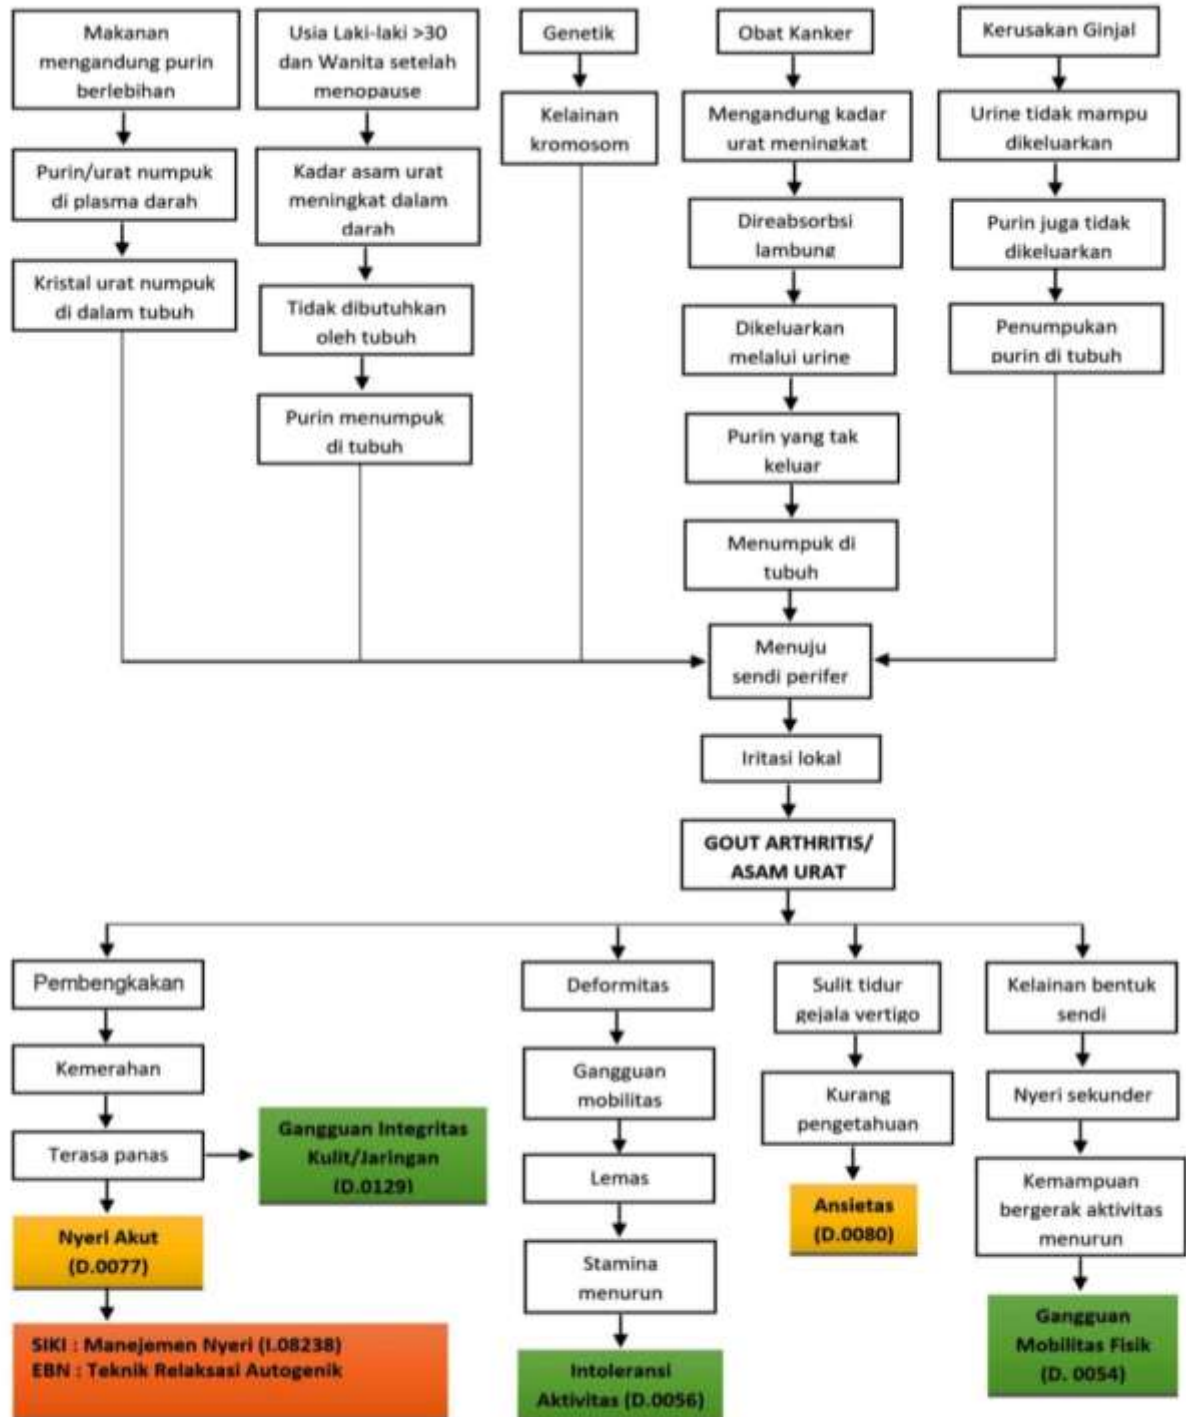 Makanan
mengandung purin
berlebihan
Purin/urat numpuk
di plasma darah
Kristal urat numpuk
di dalam tubuh
Usia Laki-laki >30
dan Wanita setelah
menopause
Kadar asam urat
meningkat dalam
darah
Tidak dibutuhkan
oleh tubuh
Purin menumpuk
di tubuh
Genetik
Kelainan
kromosom
Obat Kanker
Mengandung kadar
urat meningkat
Direabsorbsi
lambung
Dikeluarkan
melalui urine
Purin yang tak
keluar
Menumpuk di
tubuh
Kerusakan Ginjal
Urine tidak mampu
dikeluarkan
Purin juga tidak
dikeluarkan
Penumpukan
purin di tubuh
Menuju
sendi perifer
Iritasi lokal
GOUT ARTHRITIS/
ASAM URAT
Pembengkakan
Kemerahan
Terasa panas
Gangguan Integritas
Kulit/Jaringan
(D.0129)
Nyeri Akut
(D.0077)
SIKI : Manejemen Nyeri (I.08238)
EBN : Teknik Relaksasi Autogenik
Deformitas
Gangguan
mobilitas
Lemas
Stamina
menurun
Intoleransi
Aktivitas (D.0056)
Sulit tidur
gejala vertigo
Kurang
pengetahuan
Ansietas
(D.0080)
Kelainan bentuk
sendi
Nyeri sekunder
Kemampuan
bergerak aktivitas
menurun
Gangguan
Mobilitas Fisik
(D. 0054)